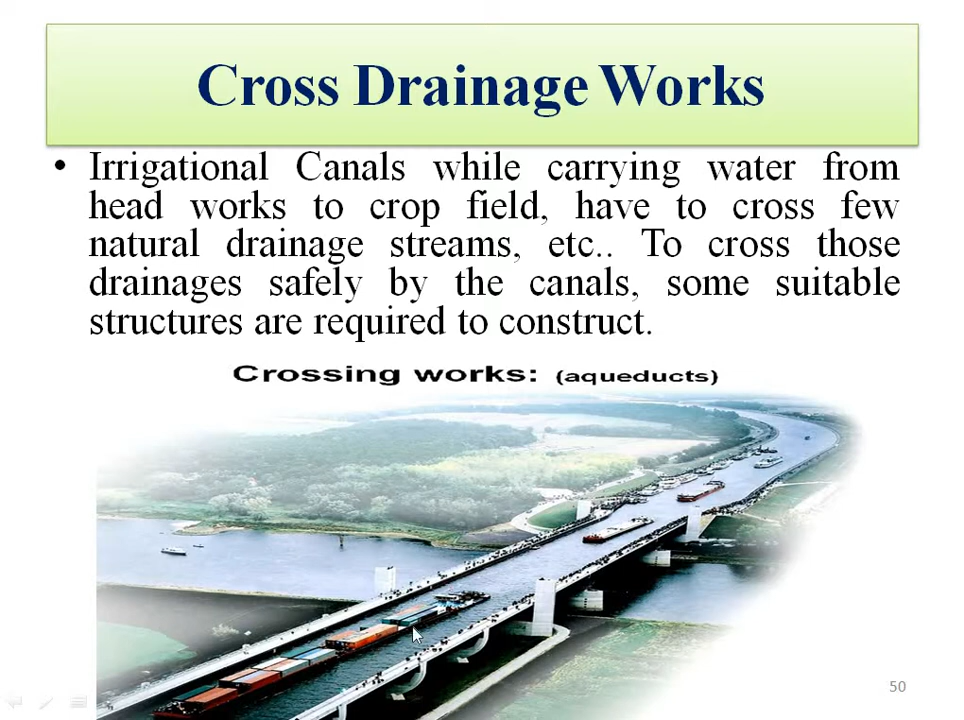 Cross Drainage Works
• Irrigational Canals while carrying water from
head works to crop field, have to cross few
natural drainage streams, etc.. To cross those
drainages safely by the canals, some suitable
structures are required to construct.
Crossing works: (aqueducts)
50